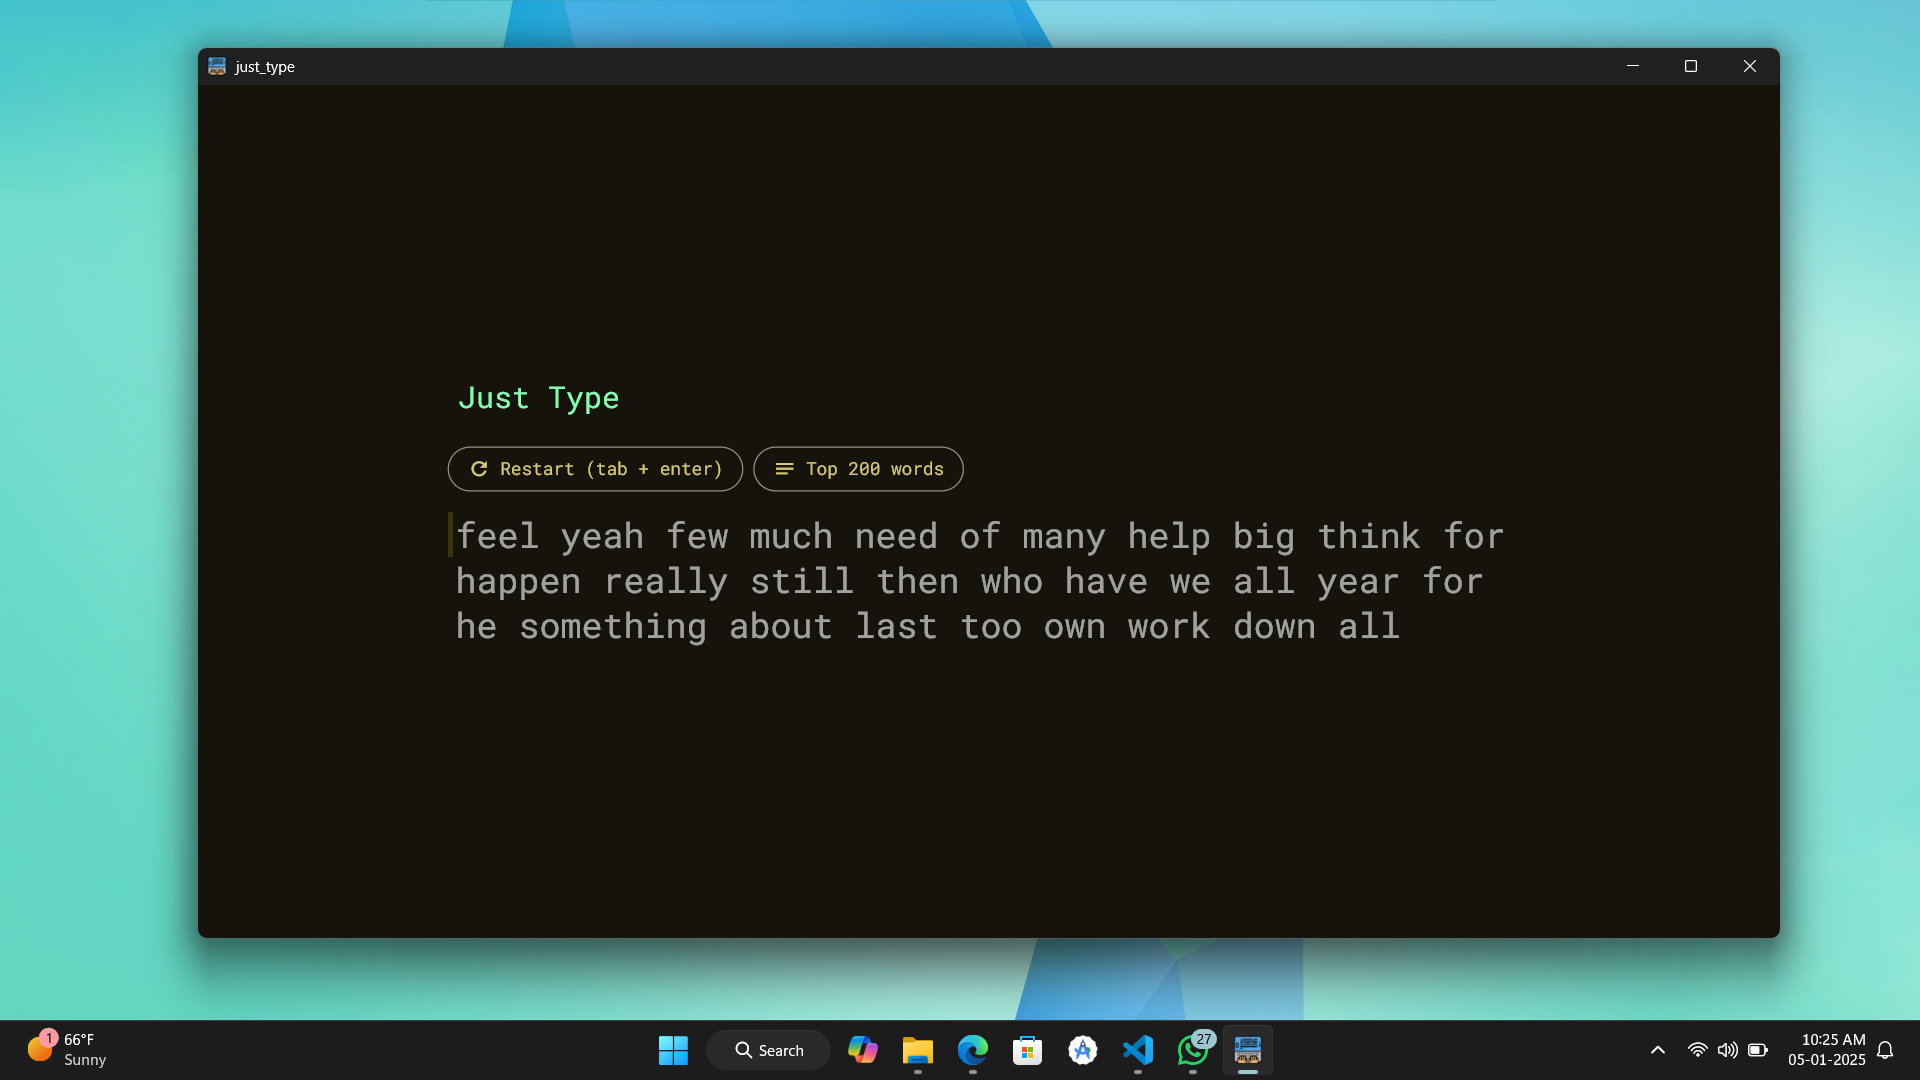 just_type
Just Type
Restart (tab + enter)
Top 200 words
feel yeah few much need of many help big think for
happen really still then who have we all year for
he something about last too own work down all
1
66°F
Sunny
Search
27
10:25 AM
05-01-2025